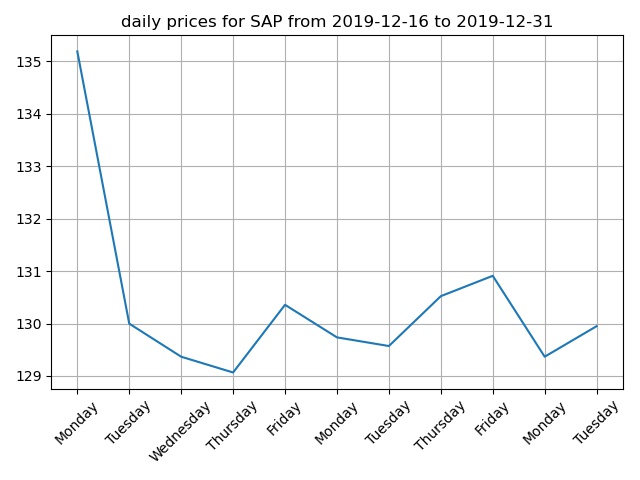 daily prices for SAP from 2019-12-16 to 2019-12-31
135
134
133
132
131
130
129
Monday
Tuesday
Wednesday
Thursday
Friday
Monday
Tuesday
Thursday
Friday
Monday
Tuesday